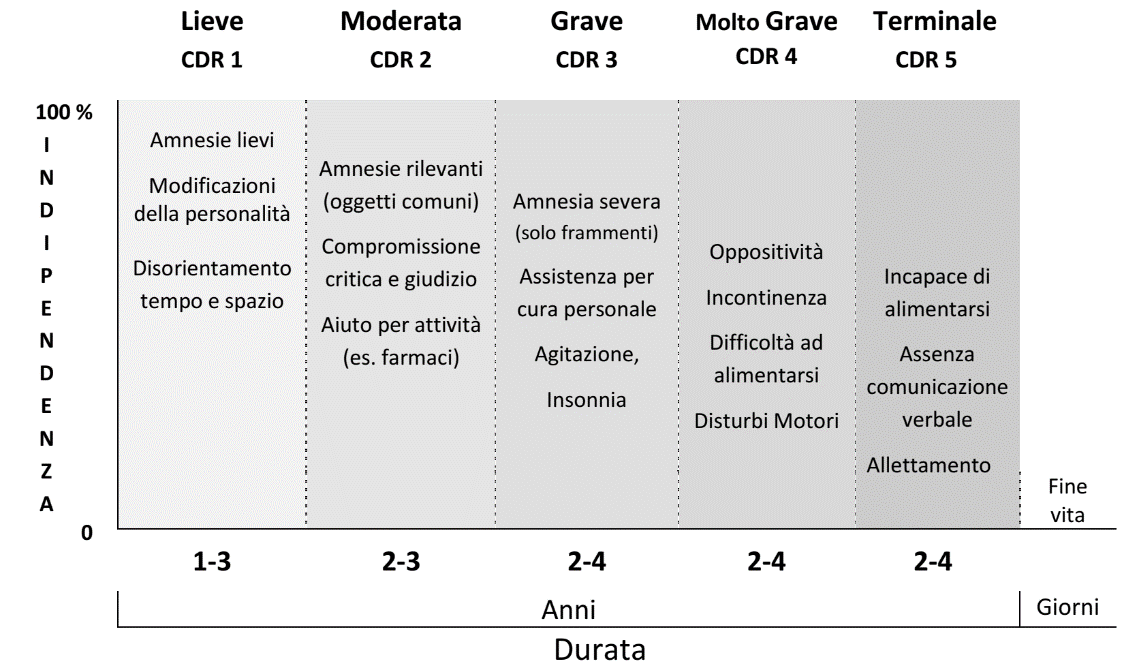 Lieve
CDR 1
Moderata
CDR 2
Grave
CDR 3
Molto Grave
CDR 4
Terminale
CDR 5
100 %
I
N
D
I
P
E
N
D
E
N
Z
A
0
Amnesie lievi
Modificazioni
della personalità
Disorientamento
tempo e spazio
Amnesie rilevanti
(oggetti comuni)
Compromissione
critica e giudizio
Aiuto per attività
(es. farmaci)
Amnesia severa
(solo frammenti)
Assistenza per
cura personale
Agitazione,
Insonnia
Oppositività
Incontinenza
Difficoltà ad
alimentarsi
Disturbi Motori
Incapace di
alimentarsi
Assenza
comunicazione
verbale
Allettamento
Fine
vita
1-3
2-3
2-4
2-4
2-4
Anni
Giorni
Durata